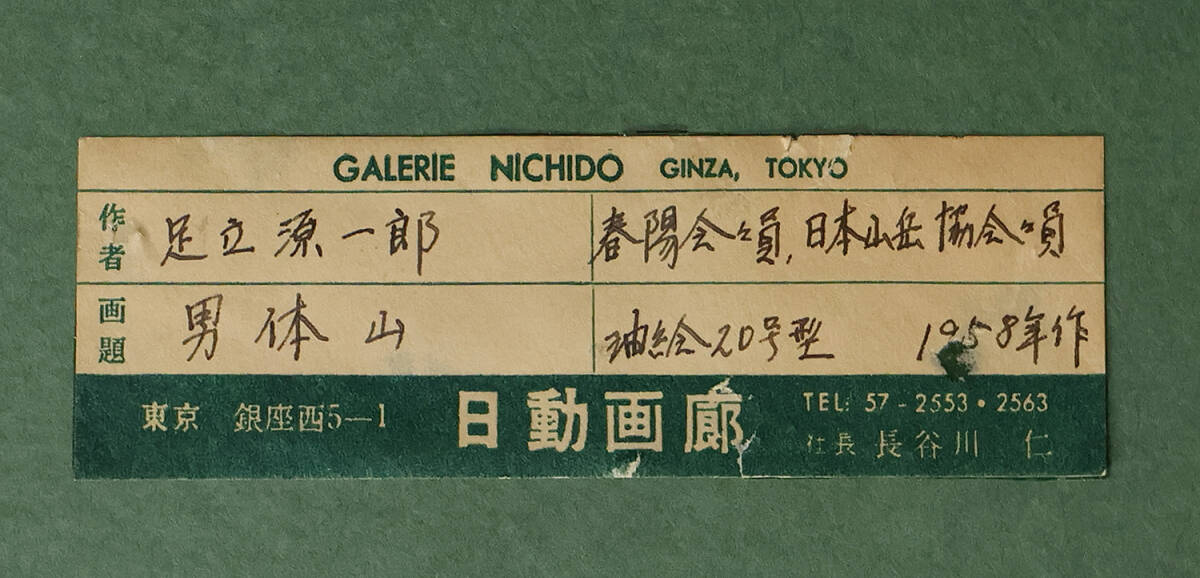 GALERIE NICHIDO GINZA, TOKYO
作者 足立源一郎 春陽会々員, 日本山岳協会々員
画題 男体山 油絵20号型 1958年作
東京 銀座西5—1 日動画廊 TEL: 57-2553・2563
社長 長谷川 仁